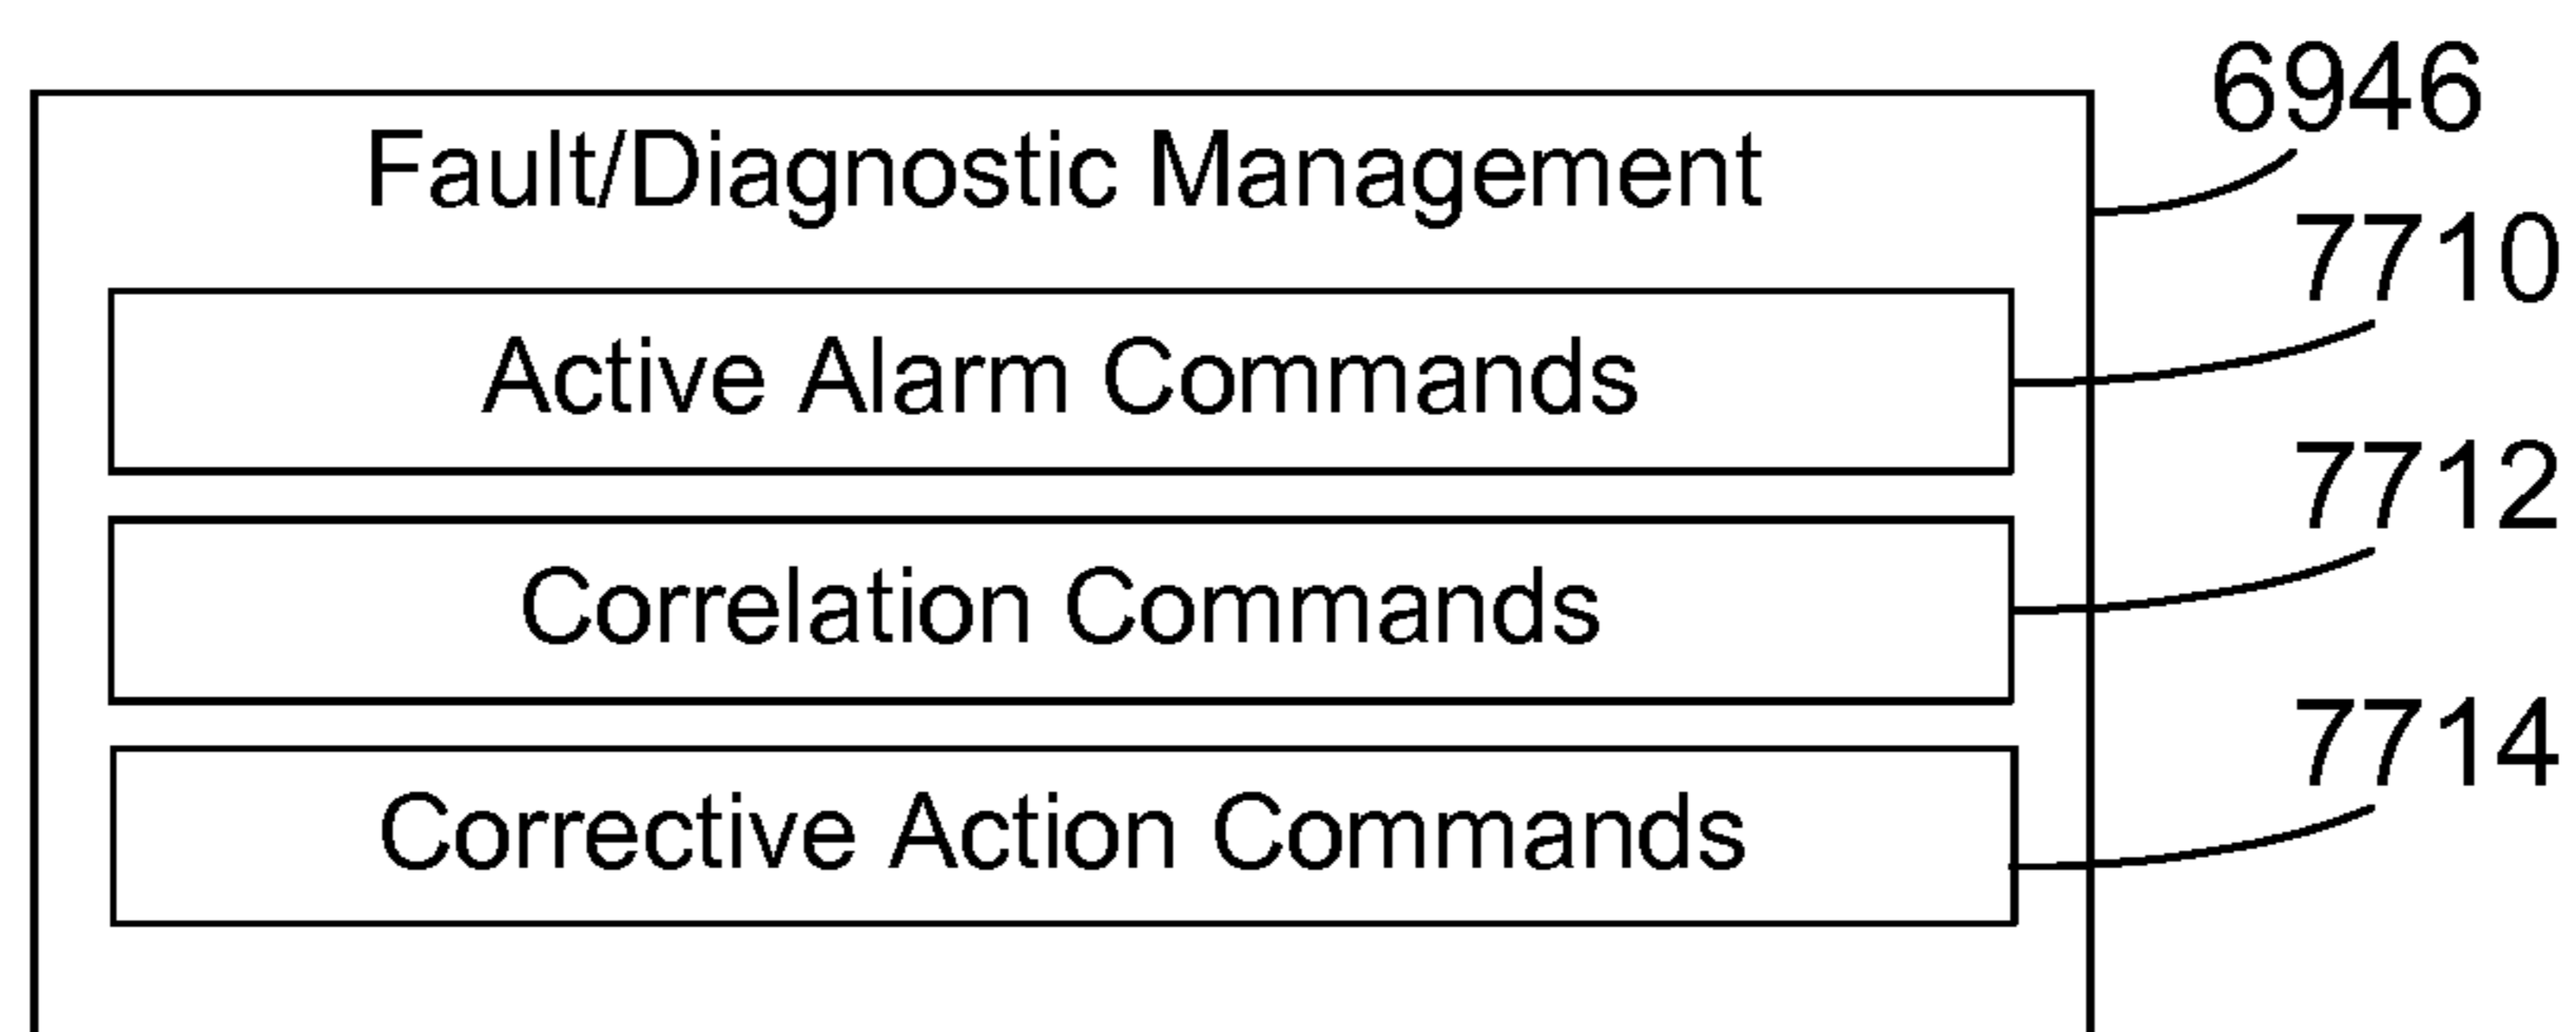 6946
Fault/Diagnostic Management
7710
Active Alarm Commands
7712
Correlation Commands
7714
Corrective Action Commands